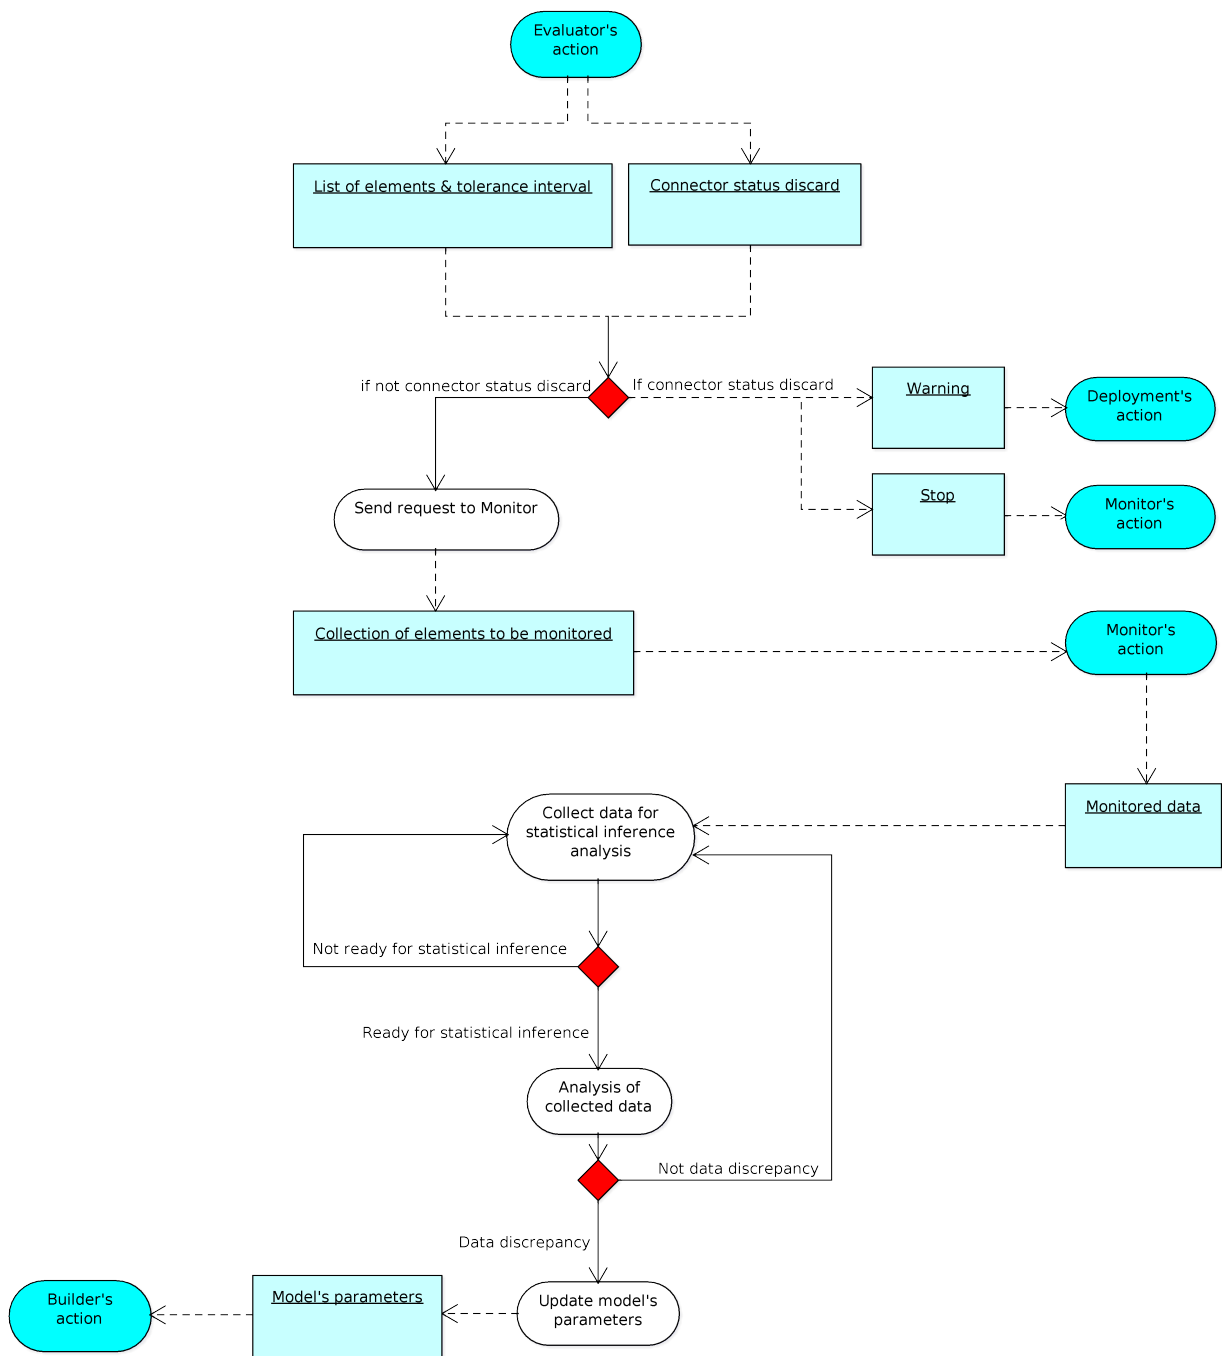 Evaluator's
action
List of elements & tolerance interval
Connector status discard
if not connector status discard
If connector status discard
Warning
Deployment's
action
Send request to Monitor
Stop
Monitor's
action
Collection of elements to be monitored
Monitor's
action
Monitored data
Collect data for
statistical inference
analysis
Not ready for statistical inference
Ready for statistical inference
Analysis of
collected data
Not data discrepancy
Data discrepancy
Update model's
parameters
Model's parameters
Builder's
action